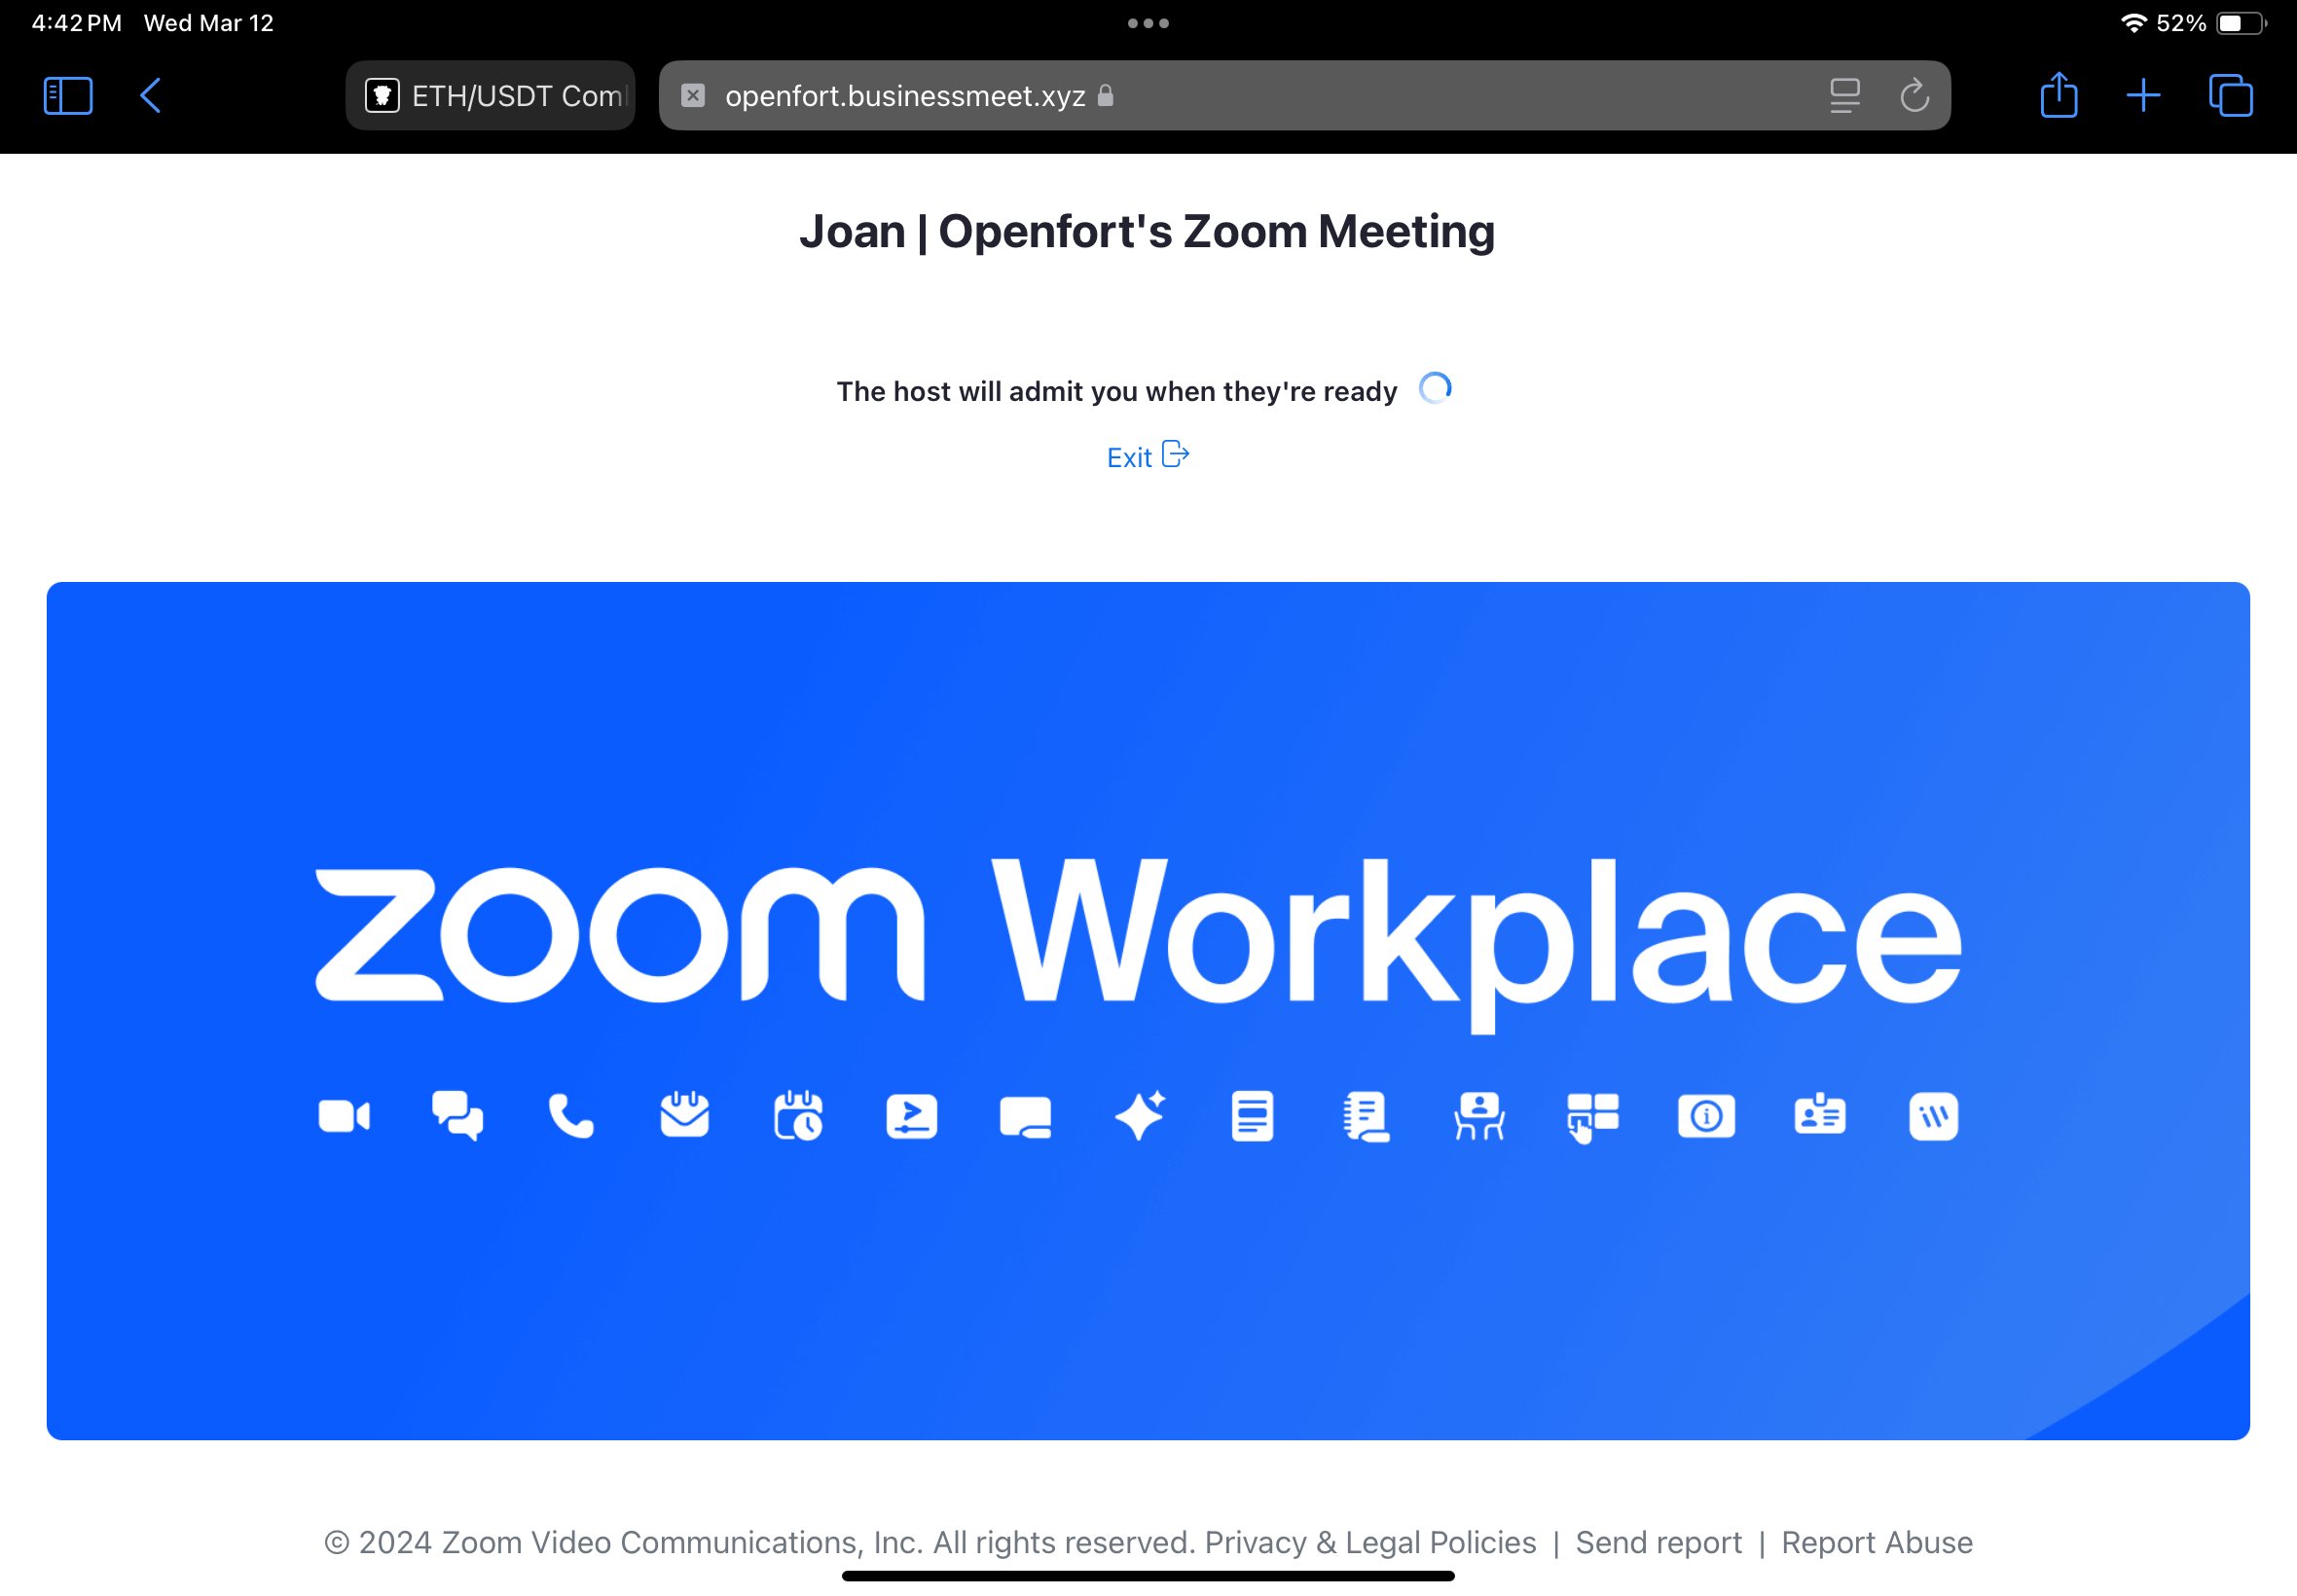 4:42 PM Wed Mar 12
52%
ETH/USDT Com
openfort.businessmeet.xyz
Joan | Openfort's Zoom Meeting
The host will admit you when they're ready
Exit
zoom Workplace
© 2024 Zoom Video Communications, Inc. All rights reserved. Privacy & Legal Policies | Send report | Report Abuse